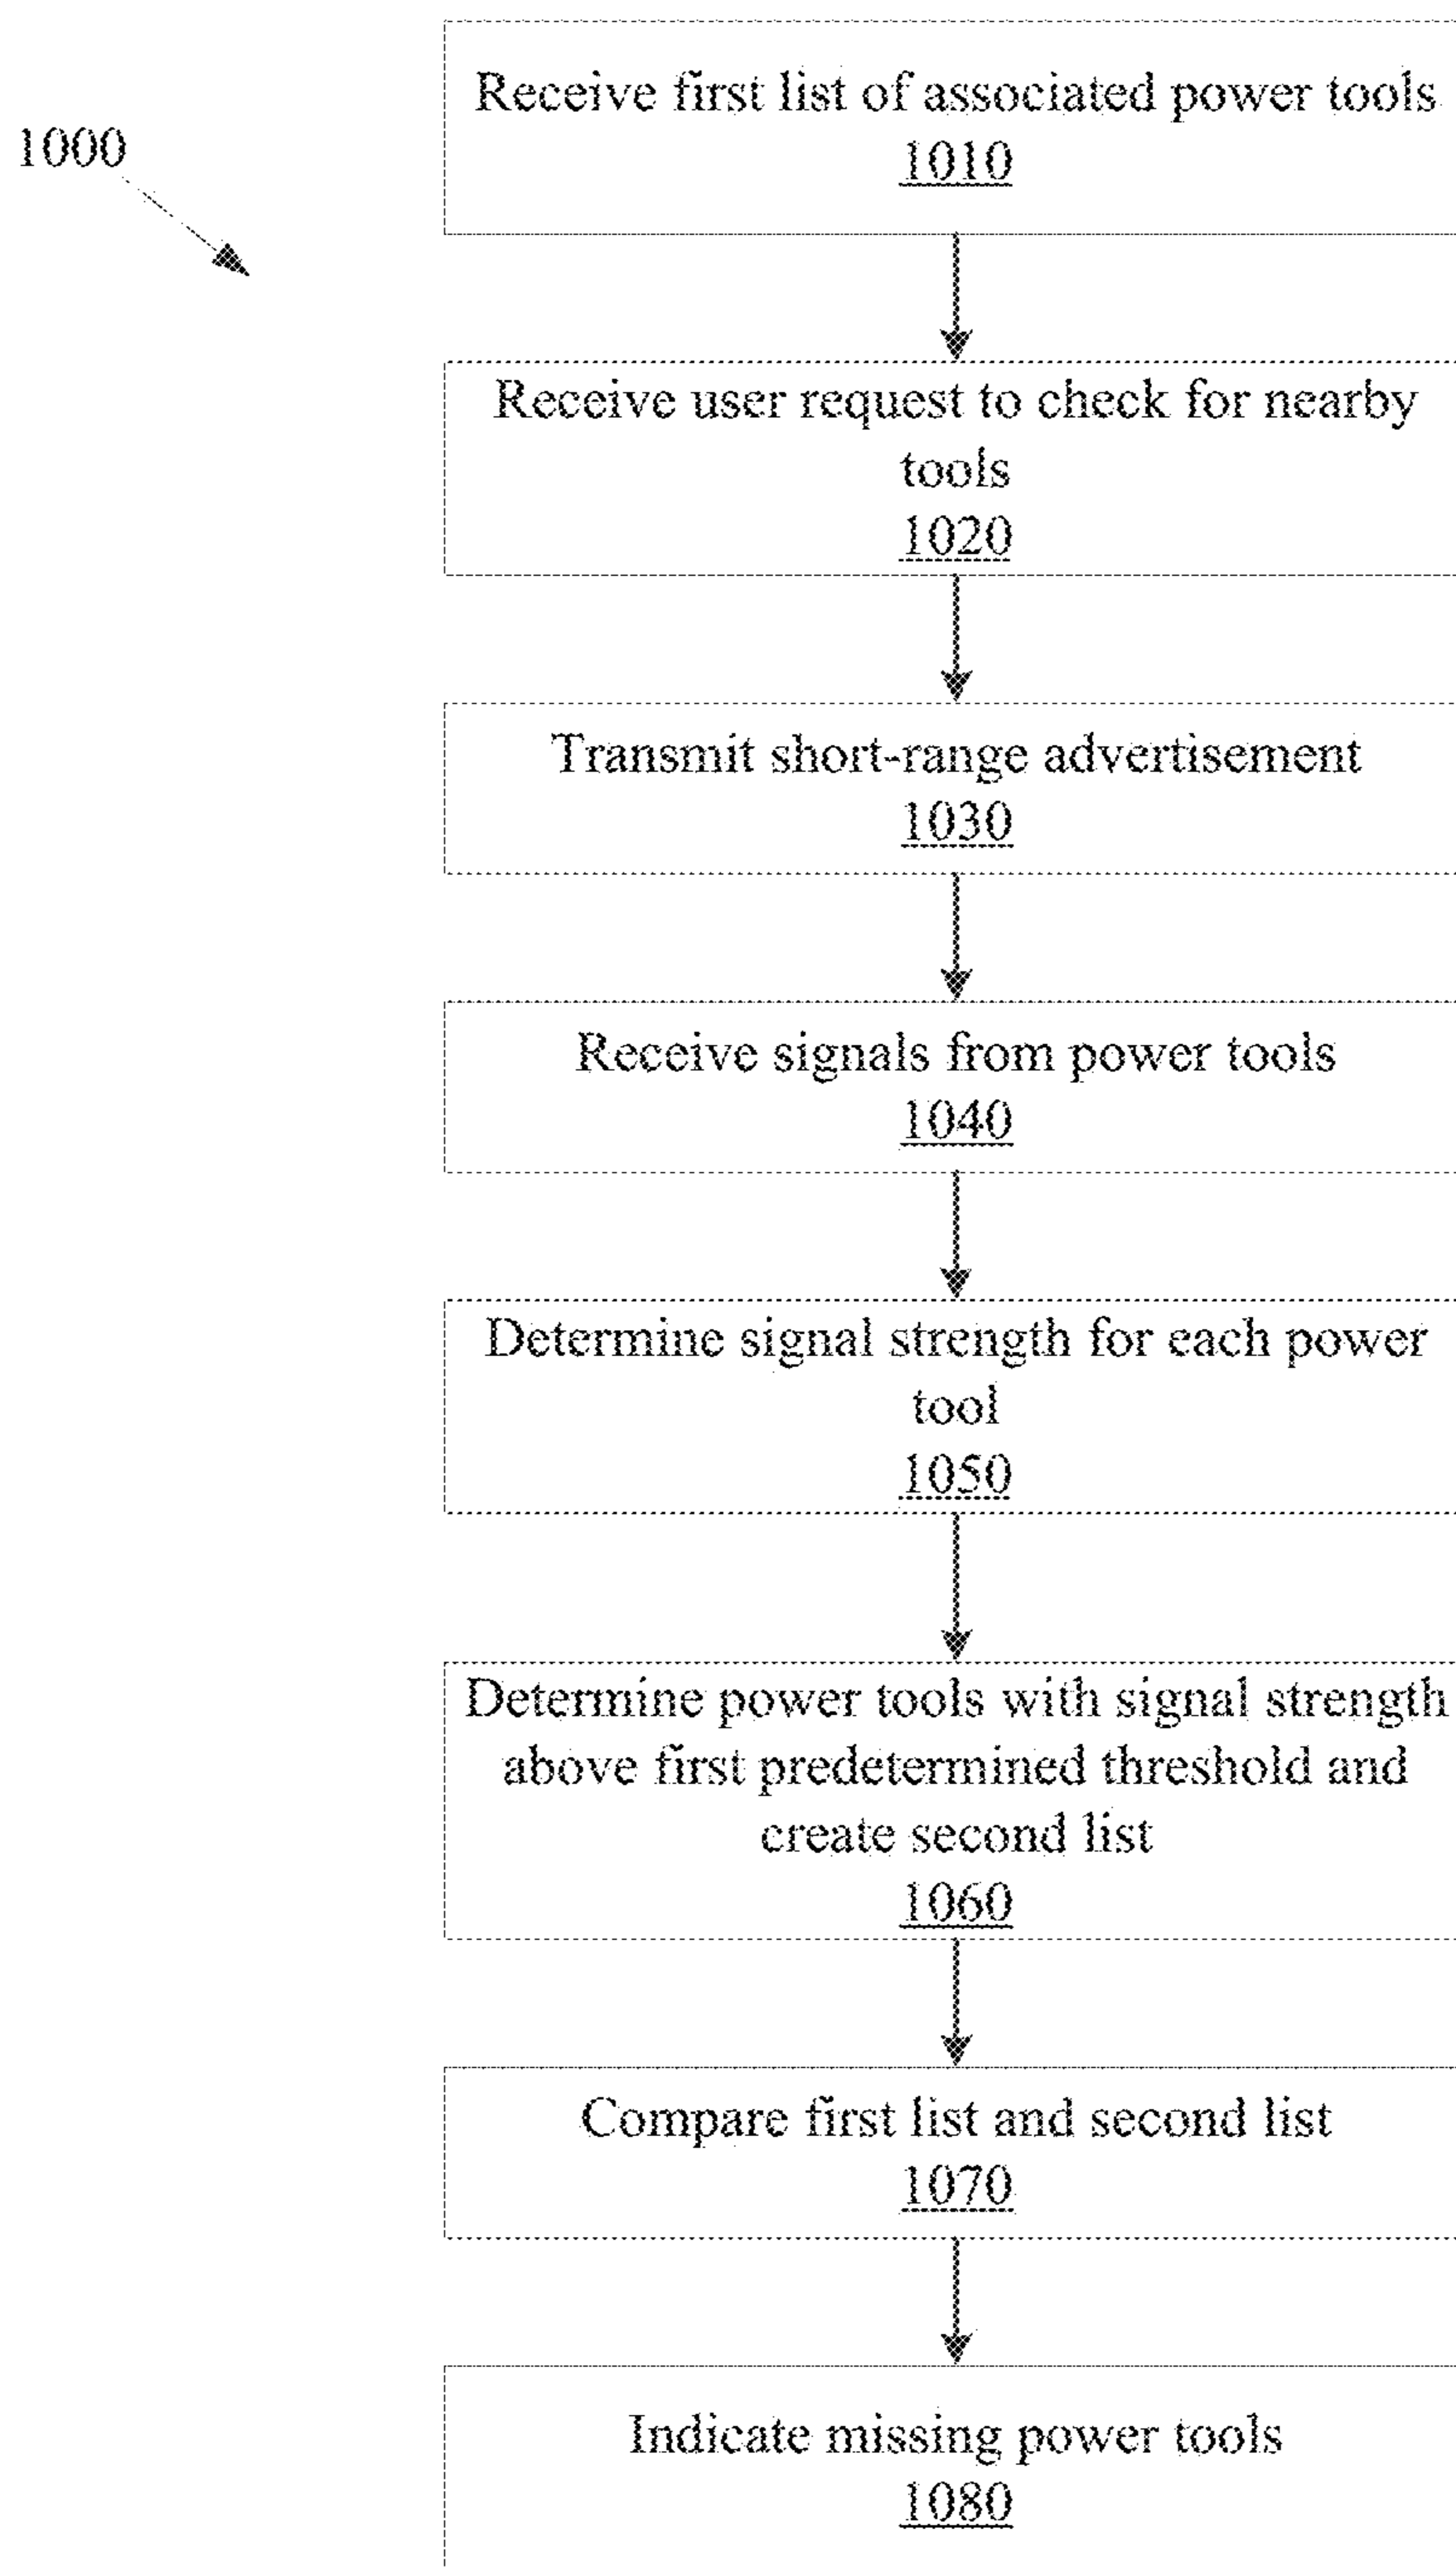 1000
Receive first list of associated power tools
1010
Receive user request to check for nearby
tools
1020
Transmit short-range advertisement
1030
Receive signals from power tools
1040
Determine signal strength for each power
tool
1050
Determine power tools with signal strength
above first predetermined threshold and
create second list
1060
Compare first list and second list
1070
Indicate missing power tools
1080